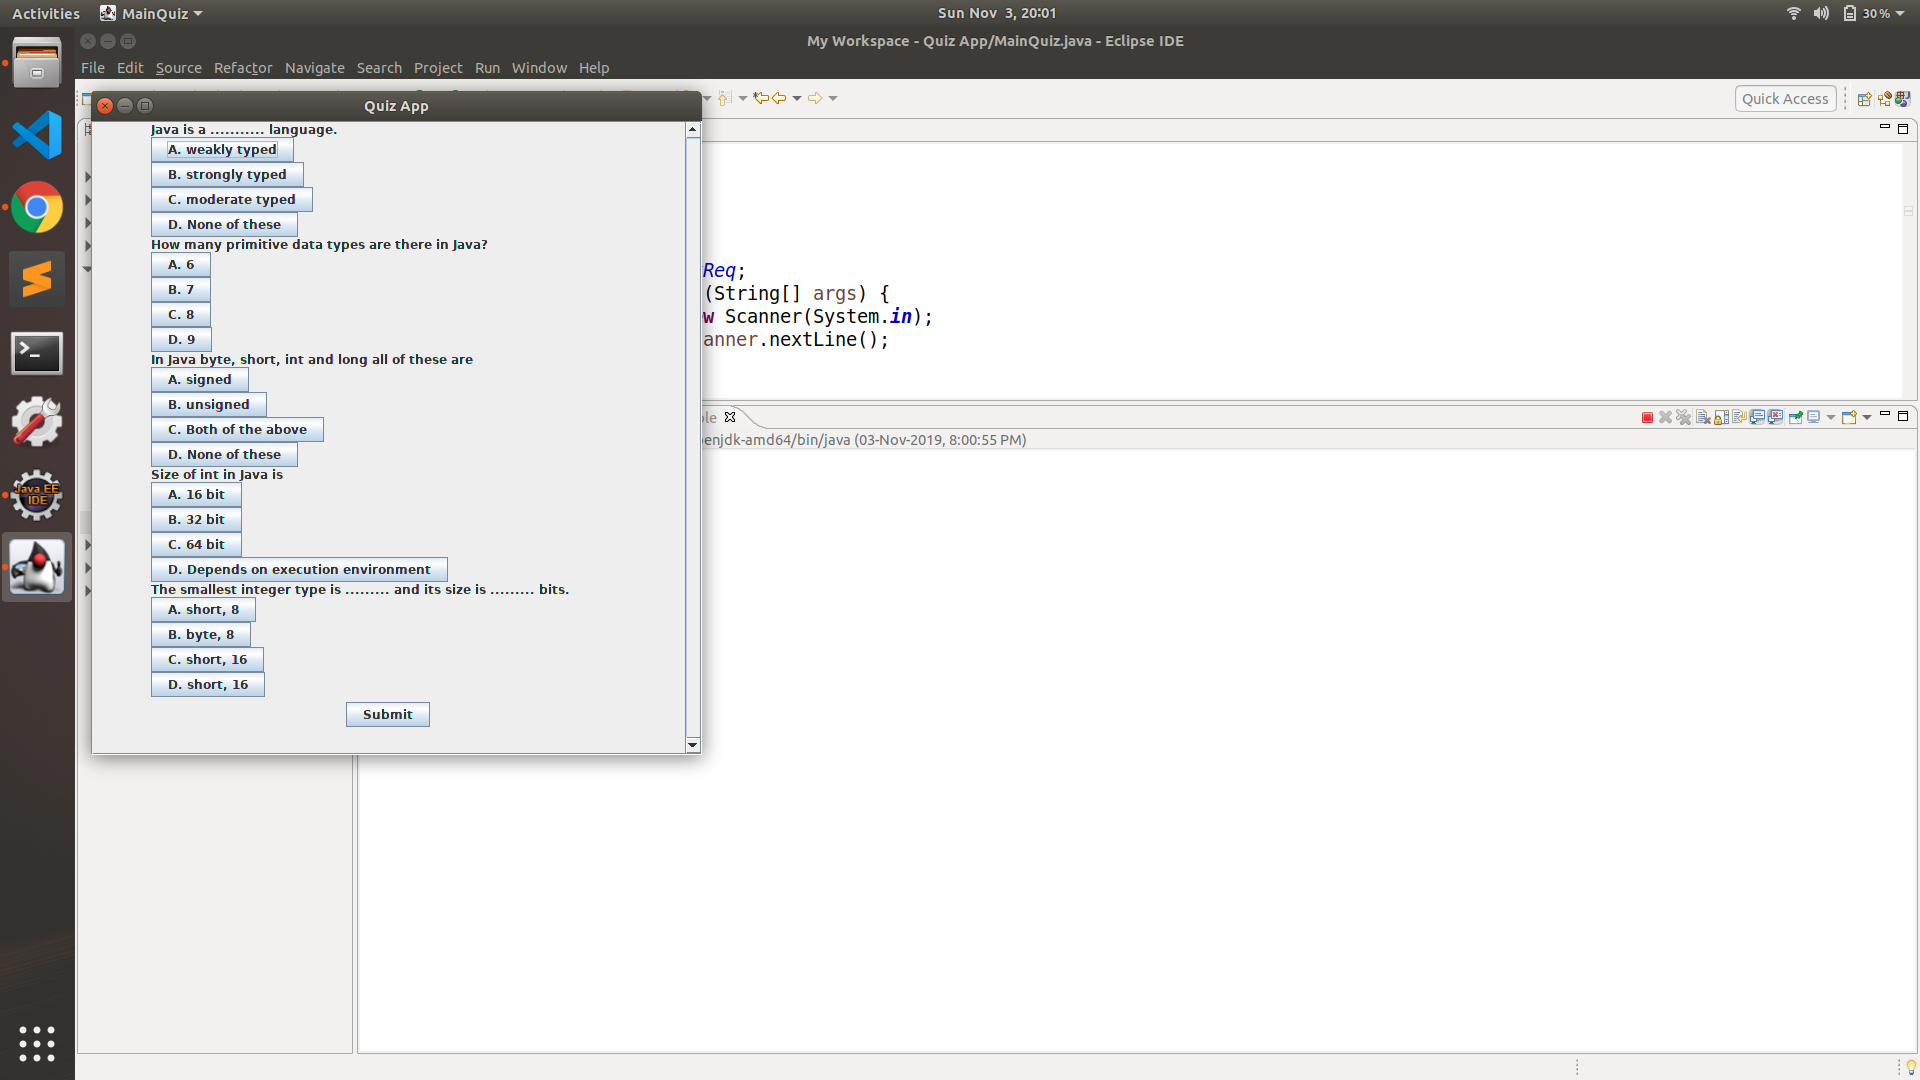 Activities MainQuiz Sun Nov 3, 20:01 30 %
My Workspace - Quiz App/MainQuiz.java - Eclipse IDE
File Edit Source Refactor Navigate Search Project Run Window Help
Quick Access
Quiz App
Java is a ........... language.
A. weakly typed
B. strongly typed
C. moderate typed
D. None of these
How many primitive data types are there in Java?
A. 6
B. 7
C. 8
D. 9
In Java byte, short, int and long all of these are
A. signed
B. unsigned
C. Both of the above
D. None of these
Size of int in Java is
A. 16 bit
B. 32 bit
C. 64 bit
D. Depends on execution environment
The smallest integer type is ......... and its size is ......... bits.
A. short, 8
B. byte, 8
C. short, 16
D. short, 16
Submit
Req;
(String[] args) {
w Scanner(System.in);
anner.nextLine();
le
enjdk-amd64/bin/java (03-Nov-2019, 8:00:55 PM)
Java EE
IDE